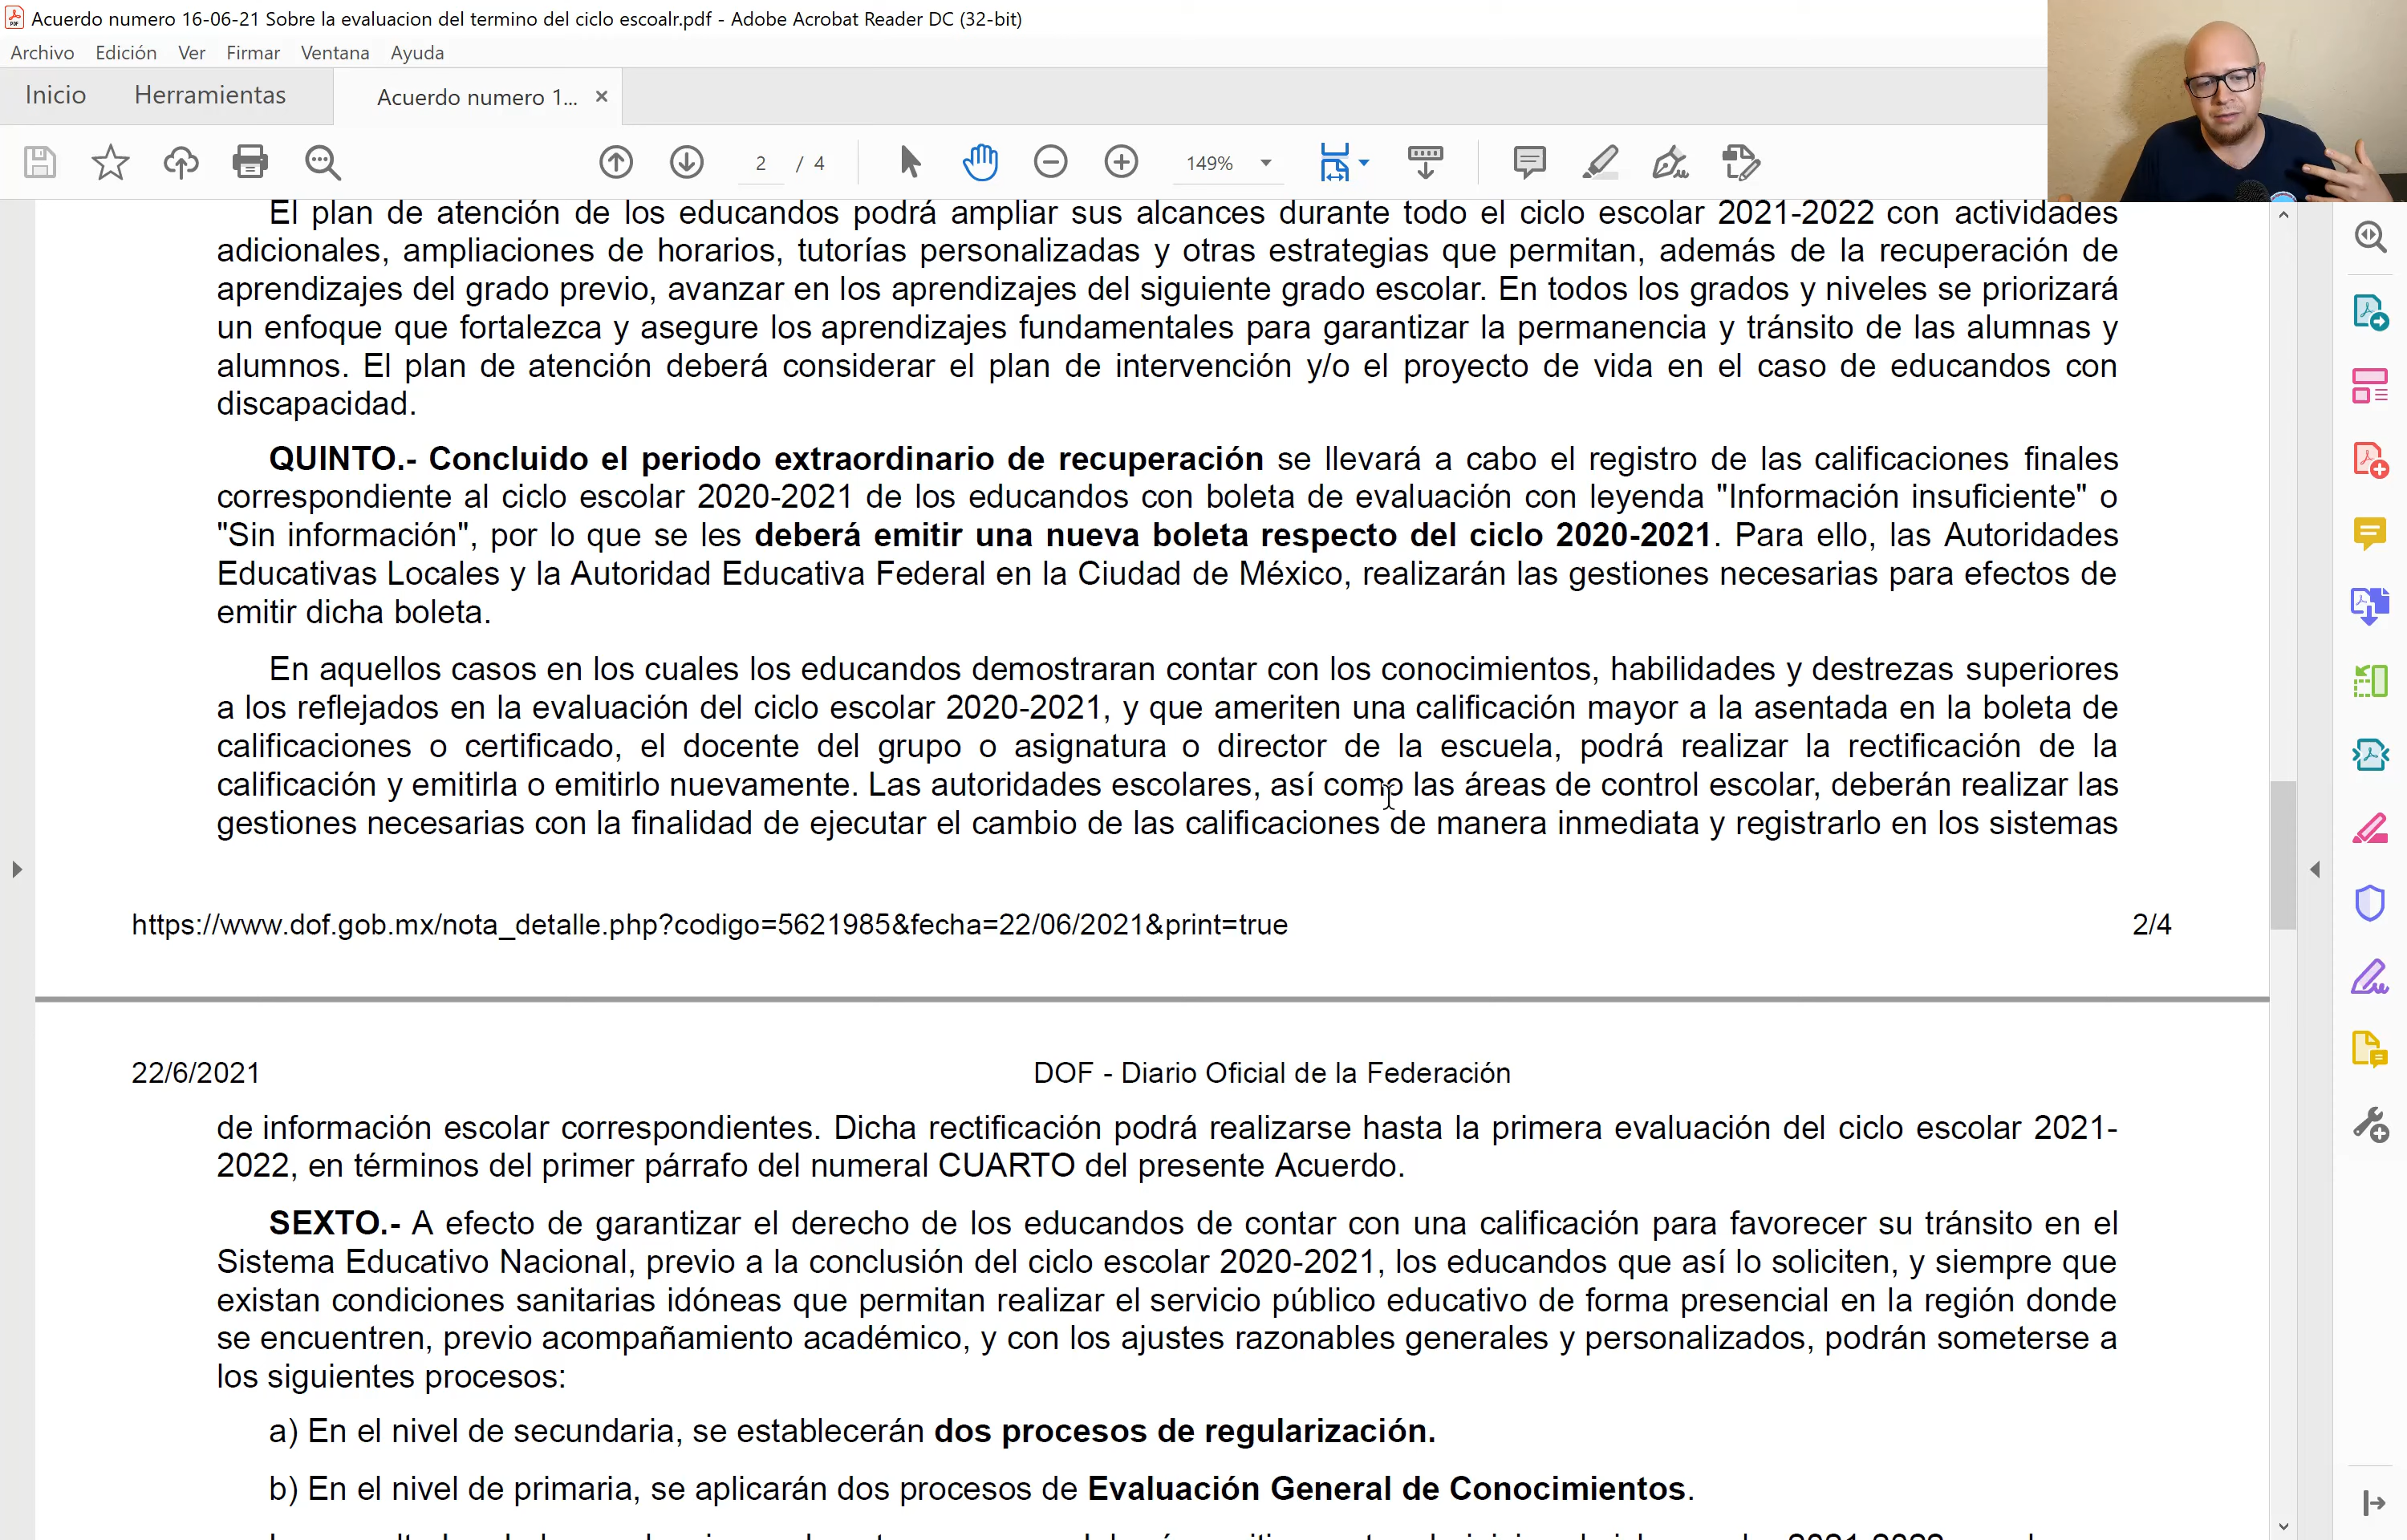 Acuerdo numero 16-06-21 Sobre la evaluacion del termino del ciclo escoalr.pdf - Adobe Acrobat Reader DC (32-bit)
Archivo Edición Ver Firmar Ventana Ayuda
Inicio Herramientas Acuerdo numero 1... ×
2 / 4 149%
El plan de atención de los educandos podrá ampliar sus alcances durante todo el ciclo escolar 2021-2022 con actividades
adicionales, ampliaciones de horarios, tutorías personalizadas y otras estrategias que permitan, además de la recuperación de
aprendizajes del grado previo, avanzar en los aprendizajes del siguiente grado escolar. En todos los grados y niveles se priorizará
un enfoque que fortalezca y asegure los aprendizajes fundamentales para garantizar la permanencia y tránsito de las alumnas y
alumnos. El plan de atención deberá considerar el plan de intervención y/o el proyecto de vida en el caso de educandos con
discapacidad.
QUINTO.- Concluido el periodo extraordinario de recuperación se llevará a cabo el registro de las calificaciones finales
correspondiente al ciclo escolar 2020-2021 de los educandos con boleta de evaluación con leyenda "Información insuficiente" o
"Sin información", por lo que se les deberá emitir una nueva boleta respecto del ciclo 2020-2021. Para ello, las Autoridades
Educativas Locales y la Autoridad Educativa Federal en la Ciudad de México, realizarán las gestiones necesarias para efectos de
emitir dicha boleta.
En aquellos casos en los cuales los educandos demostraran contar con los conocimientos, habilidades y destrezas superiores
a los reflejados en la evaluación del ciclo escolar 2020-2021, y que ameriten una calificación mayor a la asentada en la boleta de
calificaciones o certificado, el docente del grupo o asignatura o director de la escuela, podrá realizar la rectificación de la
calificación y emitirla o emitirlo nuevamente. Las autoridades escolares, así como las áreas de control escolar, deberán realizar las
gestiones necesarias con la finalidad de ejecutar el cambio de las calificaciones de manera inmediata y registrarlo en los sistemas
https://www.dof.gob.mx/nota_detalle.php?codigo=5621985&fecha=22/06/2021&print=true 2/4
22/6/2021 DOF - Diario Oficial de la Federación
de información escolar correspondientes. Dicha rectificación podrá realizarse hasta la primera evaluación del ciclo escolar 2021-
2022, en términos del primer párrafo del numeral CUARTO del presente Acuerdo.
SEXTO.- A efecto de garantizar el derecho de los educandos de contar con una calificación para favorecer su tránsito en el
Sistema Educativo Nacional, previo a la conclusión del ciclo escolar 2020-2021, los educandos que así lo soliciten, y siempre que
existan condiciones sanitarias idóneas que permitan realizar el servicio público educativo de forma presencial en la región donde
se encuentren, previo acompañamiento académico, y con los ajustes razonables generales y personalizados, podrán someterse a
los siguientes procesos:
a) En el nivel de secundaria, se establecerán dos procesos de regularización.
b) En el nivel de primaria, se aplicarán dos procesos de Evaluación General de Conocimientos.